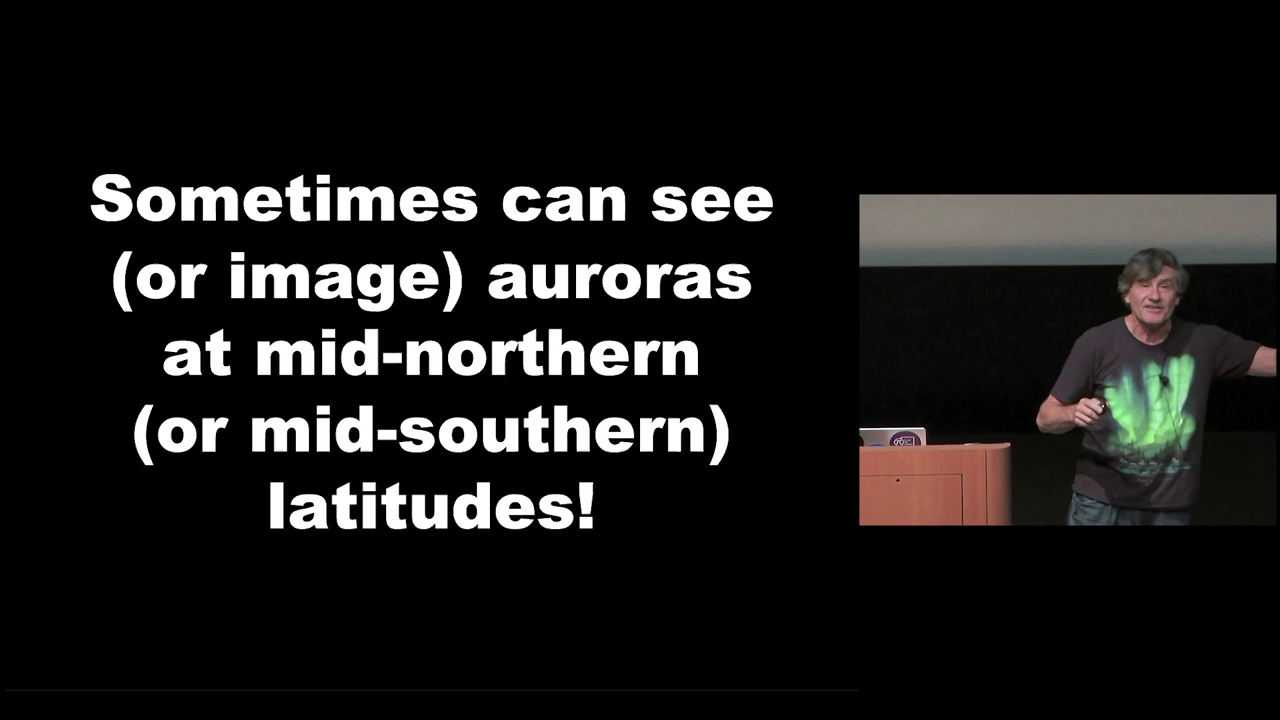 Sometimes can see
(or image) auroras
at mid-northern
(or mid-southern)
latitudes!